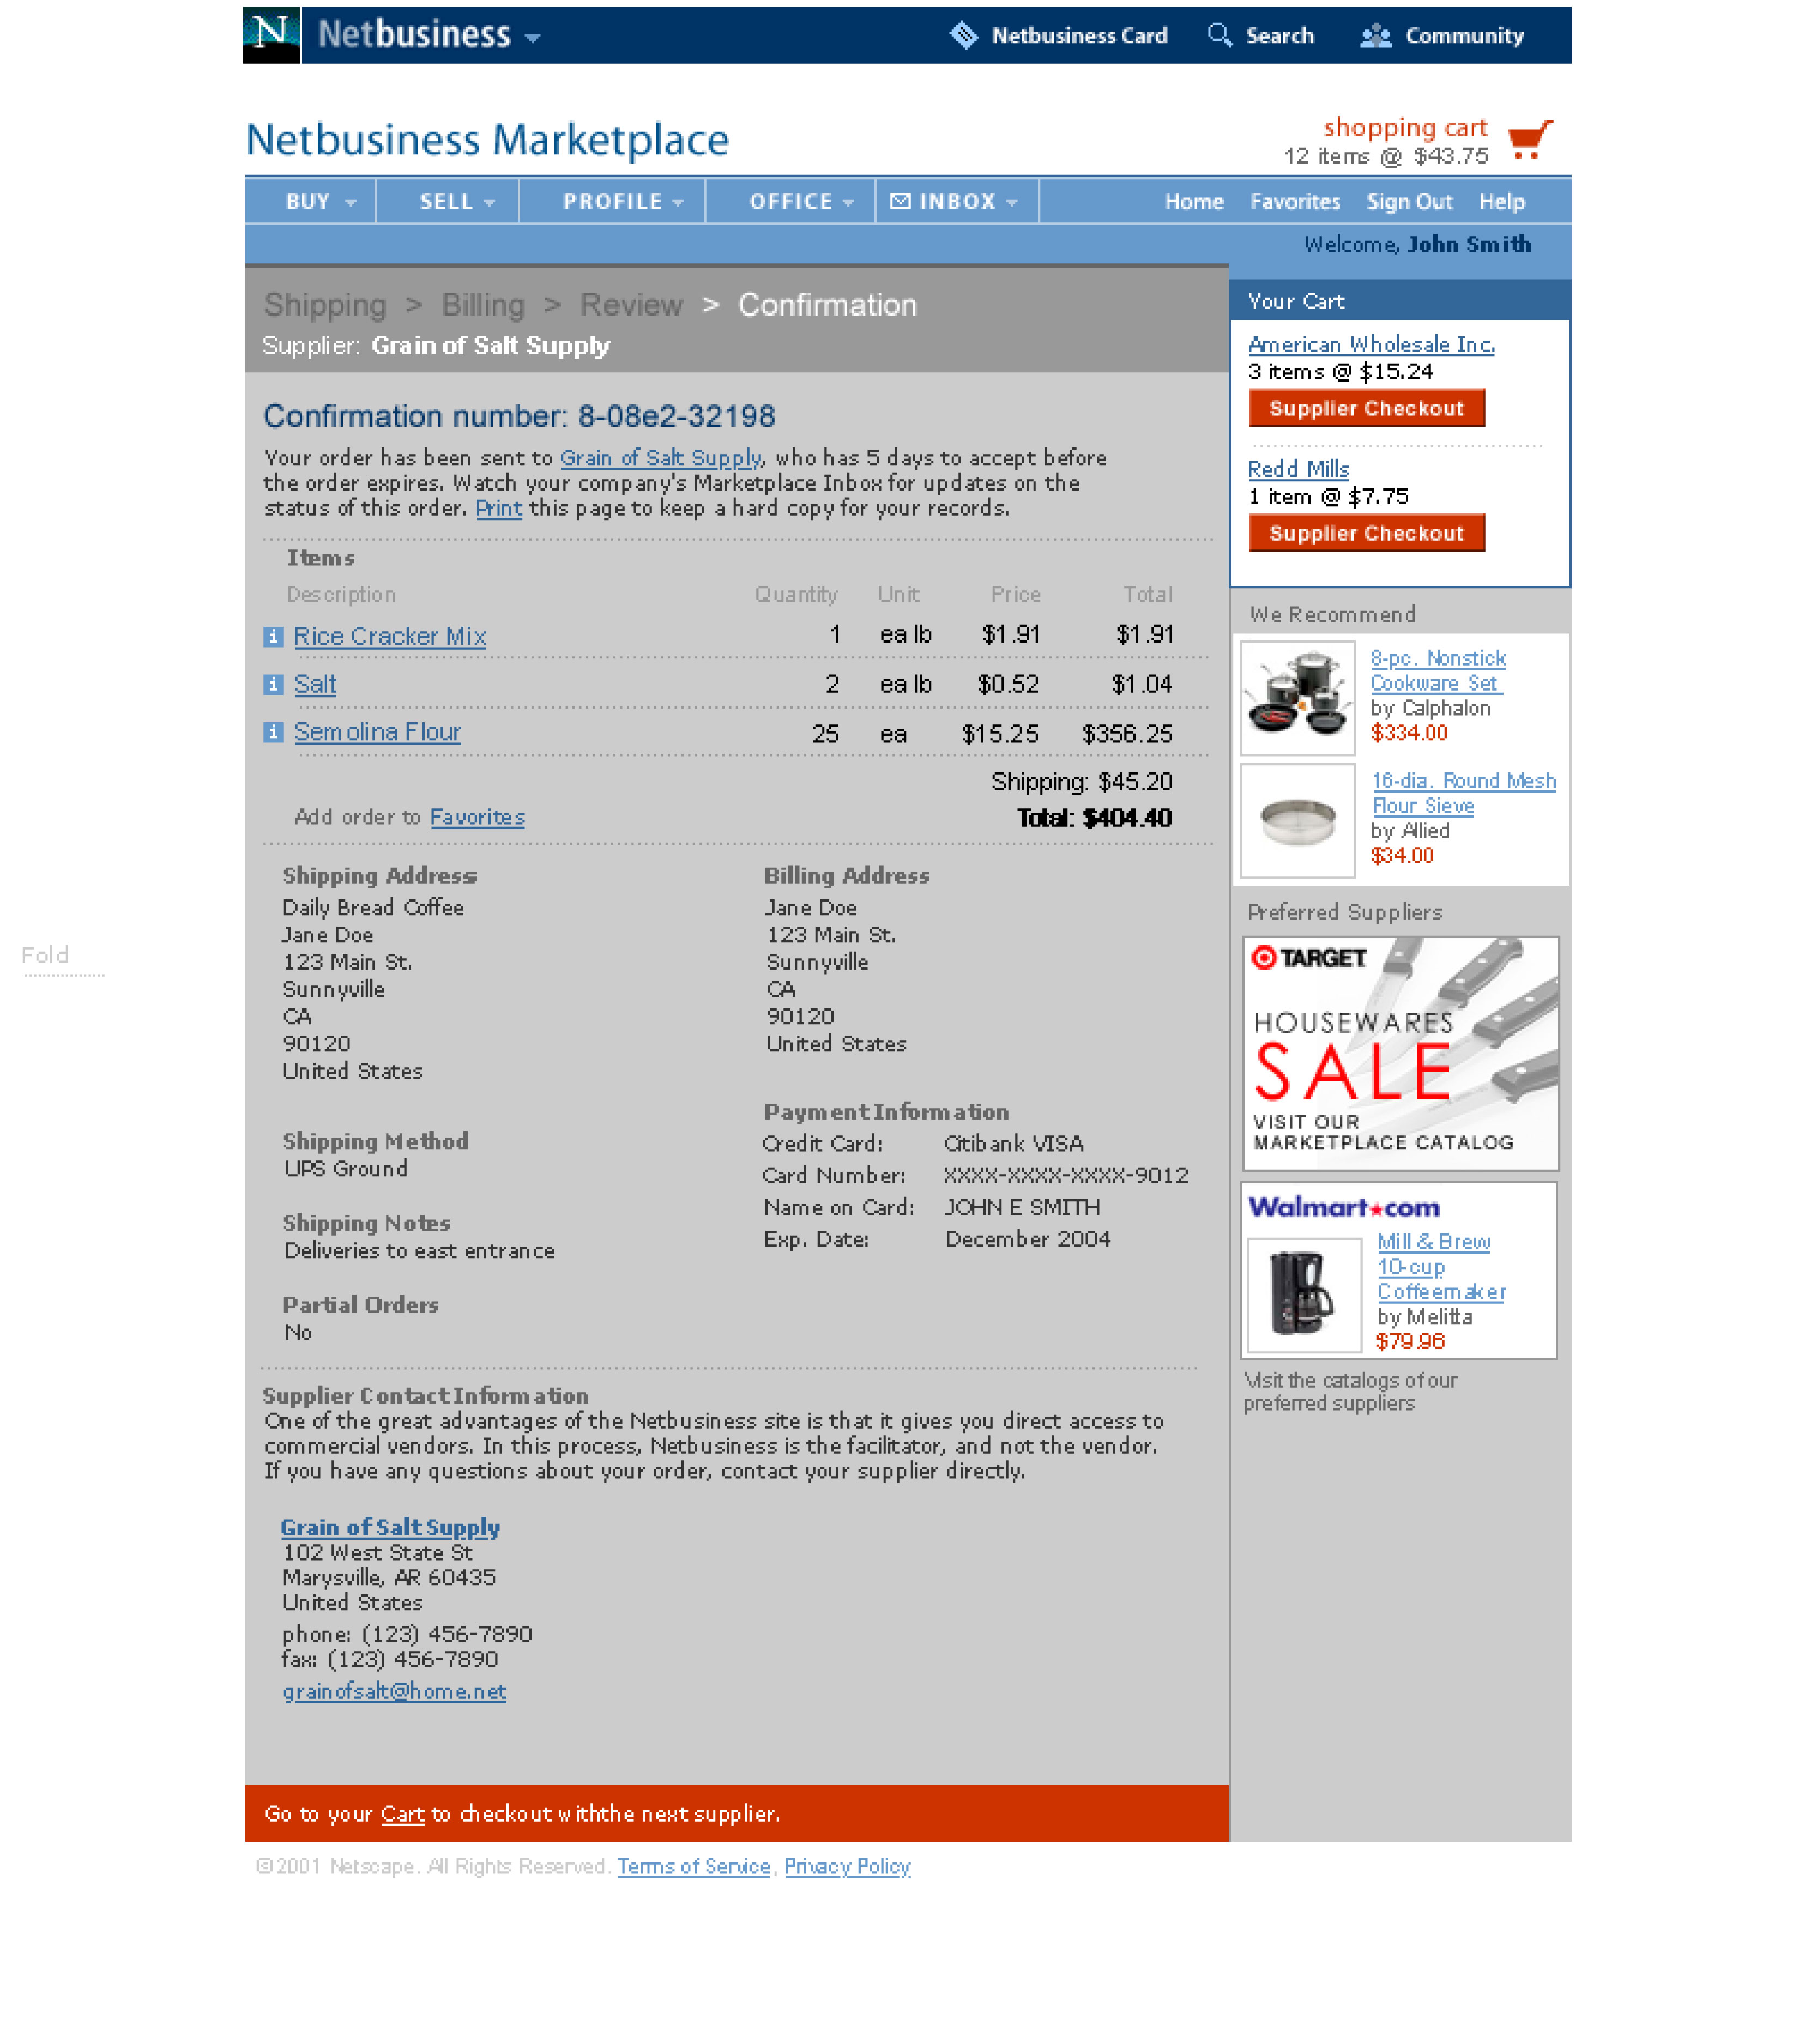 N Netbusiness
Netbusiness Card Search Community
Netbusiness Marketplace
shopping cart
12 items @ $43.75
BUY SELL PROFILE OFFICE INBOX Home Favorites Sign Out Help
Welcome, John Smith
Shipping > Billing > Review > Confirmation
Supplier: Grain of Salt Supply
Confirmation number: 8-08e2-32198
Your order has been sent to Grain of Salt Supply, who has 5 days to accept before
the order expires. Watch your company's Marketplace Inbox for updates on the
status of this order. Print this page to keep a hard copy for your records.
Items
Description Quantity Unit Price Total
i Rice Cracker Mix 1 ea lb $1.91 $1.91
i Salt 2 ea lb $0.52 $1.04
i Semolina Flour 25 ea $15.25 $356.25
Shipping: $45.20
Add order to Favorites Total: $404.40
Shipping Address
Daily Bread Coffee
Jane Doe
123 Main St.
Sunnyville
CA
90120
United States
Billing Address
Jane Doe
123 Main St.
Sunnyville
CA
90120
United States
Shipping Method
UPS Ground
Shipping Notes
Deliveries to east entrance
Partial Orders
No
Payment Information
Credit Card: Citibank VISA
Card Number: XXXX-XXXX-XXXX-9012
Name on Card: JOHN E SMITH
Exp. Date: December 2004
Supplier Contact Information
One of the great advantages of the Netbusiness site is that it gives you direct access to
commercial vendors. In this process, Netbusiness is the facilitator, and not the vendor.
If you have any questions about your order, contact your supplier directly.
Grain of Salt Supply
102 West State St
Marysville, AR 60435
United States
phone: (123) 456-7890
fax: (123) 456-7890
grainofsalt@home.net
Go to your Cart to checkout with the next supplier.
Your Cart
American Wholesale Inc.
3 items @ $15.24
Supplier Checkout
Redd Mills
1 item @ $7.75
Supplier Checkout
We Recommend
8-pc. Nonstick
Cookware Set
by Calphalon
$334.00
16-dia. Round Mesh
Flour Sieve
by Allied
$34.00
Preferred Suppliers
TARGET
HOUSEWARES
SALE
VISIT OUR
MARKETPLACE CATALOG
Walmart★com
Mill & Brew
10-cup
Coffeemaker
by Melitta
$79.96
Visit the catalogs of our
preferred suppliers
Fold
©2001 Netscape. All Rights Reserved. Terms of Service, Privacy Policy